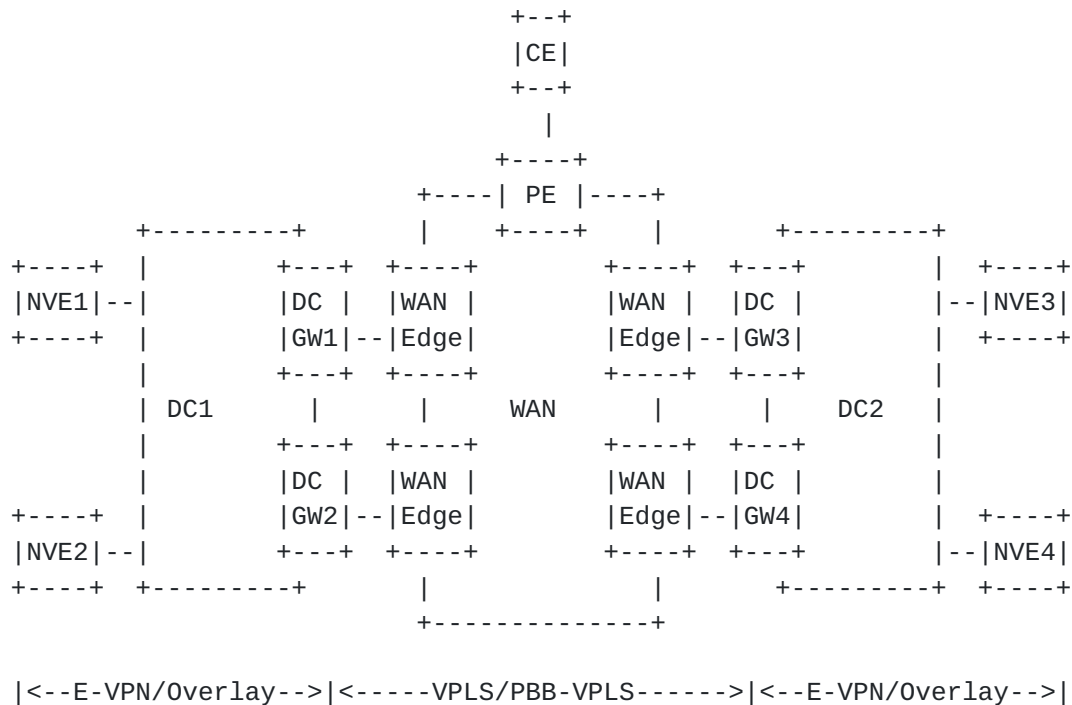 +--+
|CE|
+--+
|
+----+
+----| PE |----+
+---------+ | +----+ | +---------+
+----+ | +---+ +----+ +----+ +---+ | +----+
|NVE1|--| |DC | |WAN | |WAN | |DC | |--|NVE3|
+----+ | |GW1|--|Edge| |Edge|--|GW3| | +----+
| +---+ +----+ +----+ +---+ |
| DC1 | | WAN | | DC2 |
| +---+ +----+ +----+ +---+ |
| |DC | |WAN | |WAN | |DC | |
+----+ | |GW2|--|Edge| |Edge|--|GW4| | +----+
|NVE2|--| +---+ +----+ +----+ +---+ |--|NVE4|
+----+ +---------+ | | +---------+ +----+
+--------------+
|<--E-VPN/Overlay-->|<-----VPLS/PBB-VPLS------>|<--E-VPN/Overlay-->|